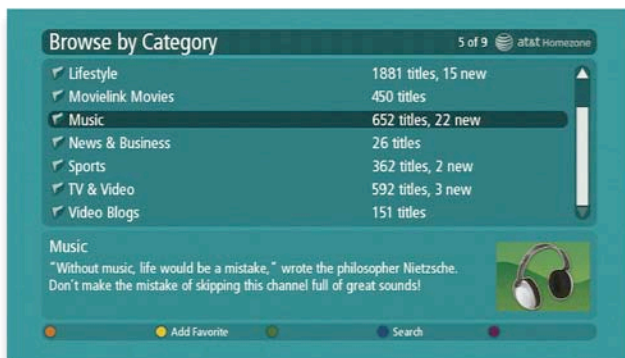 Browse by Category 5 of 9 at&t Homezone
Lifestyle 1881 titles, 15 new
Movielink Movies 450 titles
Music 652 titles, 22 new
News & Business 26 titles
Sports 362 titles, 2 new
TV & Video 592 titles, 3 new
Video Blogs 151 titles
Music
"Without music, life would be a mistake," wrote the philosopher Nietzsche.
Don't make the mistake of skipping this channel full of great sounds!
Add Favorite Search